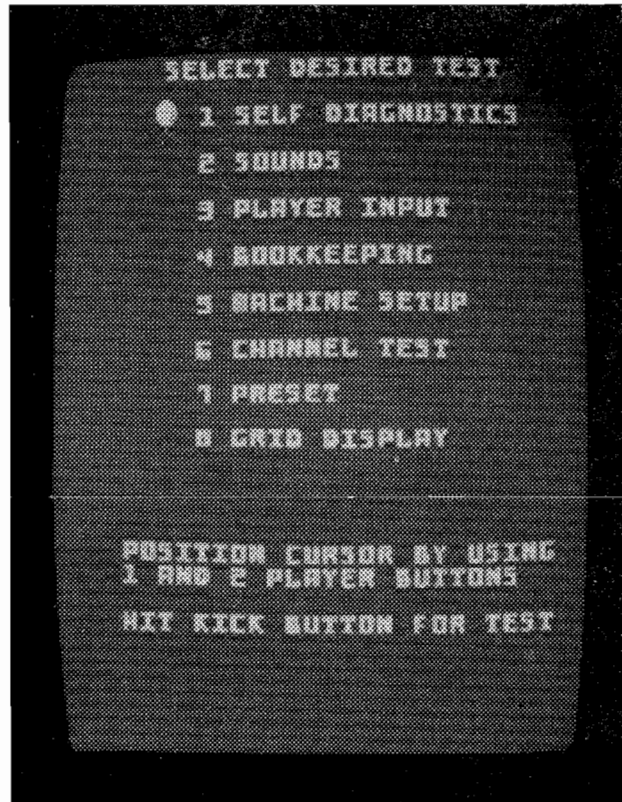 SELECT DESIRED TEST
1 SELF DIAGNOSTICS
2 SOUNDS
3 PLAYER INPUT
4 BOOKKEEPING
5 MACHINE SETUP
6 CHANNEL TEST
7 PRESET
8 GRID DISPLAY
POSITION CURSOR BY USING
1 AND 2 PLAYER BUTTONS
HIT KICK BUTTON FOR TEST